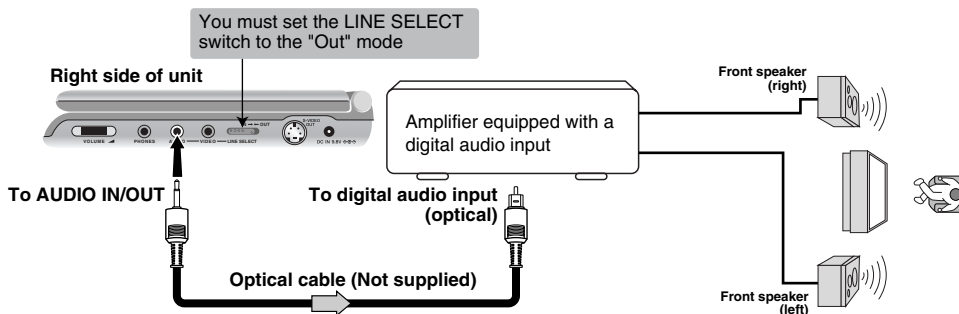 You must set the LINE SELECT
switch to the "Out" mode
Right side of unit
VOLUME
PHONES
VIDEO
LINE SELECT
OUT
S-VIDEO
OUT
DC IN 9.5V
Amplifier equipped with a
digital audio input
Front speaker
(right)
To AUDIO IN/OUT
To digital audio input
(optical)
Optical cable (Not supplied)
Front speaker
(left)